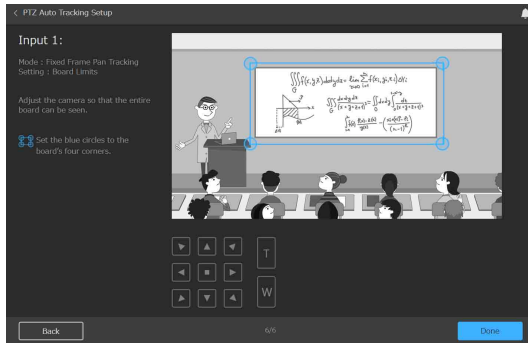 < PTZ Auto Tracking Setup
Input 1:
Mode : Fixed Frame Pan Tracking
Setting : Board Limits
Adjust the camera so that the entire
board can be seen.
Set the blue circles to the
board's four corners.
T
W
Back
6/6
Done